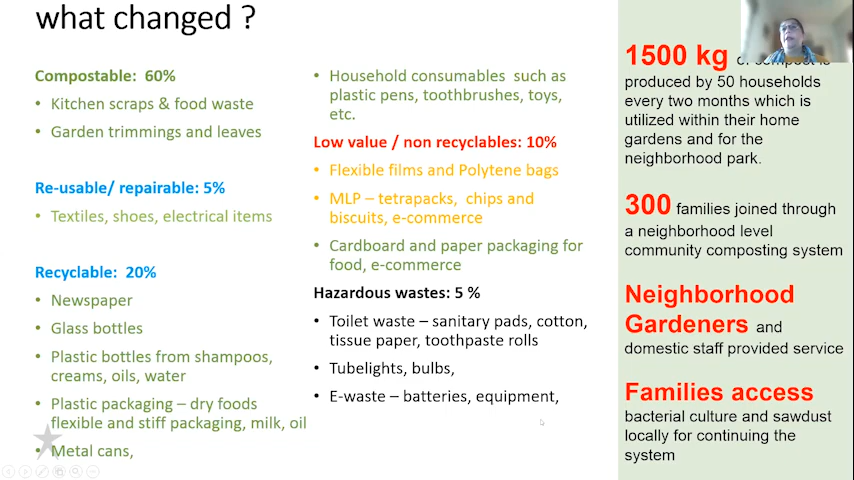 what changed ?
Compostable: 60%
• Kitchen scraps & food waste
• Garden trimmings and leaves
Re-usable/ repairable: 5%
• Textiles, shoes, electrical items
Recyclable: 20%
• Newspaper
• Glass bottles
• Plastic bottles from shampoos,
creams, oils, water
• Plastic packaging – dry foods
flexible and stiff packaging, milk, oil
• Metal cans,
• Household consumables such as
plastic pens, toothbrushes, toys,
etc.
Low value / non recyclables: 10%
• Flexible films and Polytene bags
• MLP – tetrapacks, chips and
biscuits, e-commerce
• Cardboard and paper packaging for
food, e-commerce
Hazardous wastes: 5 %
• Toilet waste – sanitary pads, cotton,
tissue paper, toothpaste rolls
• Tubelights, bulbs,
• E-waste – batteries, equipment,
1500 kg of
produced by 50 households
every two months which is
utilized within their home
gardens and for the
neighborhood park.
300 families joined through
a neighborhood level
community composting system
Neighborhood
Gardeners and
domestic staff provided service
Families access
bacterial culture and sawdust
locally for continuing the
system